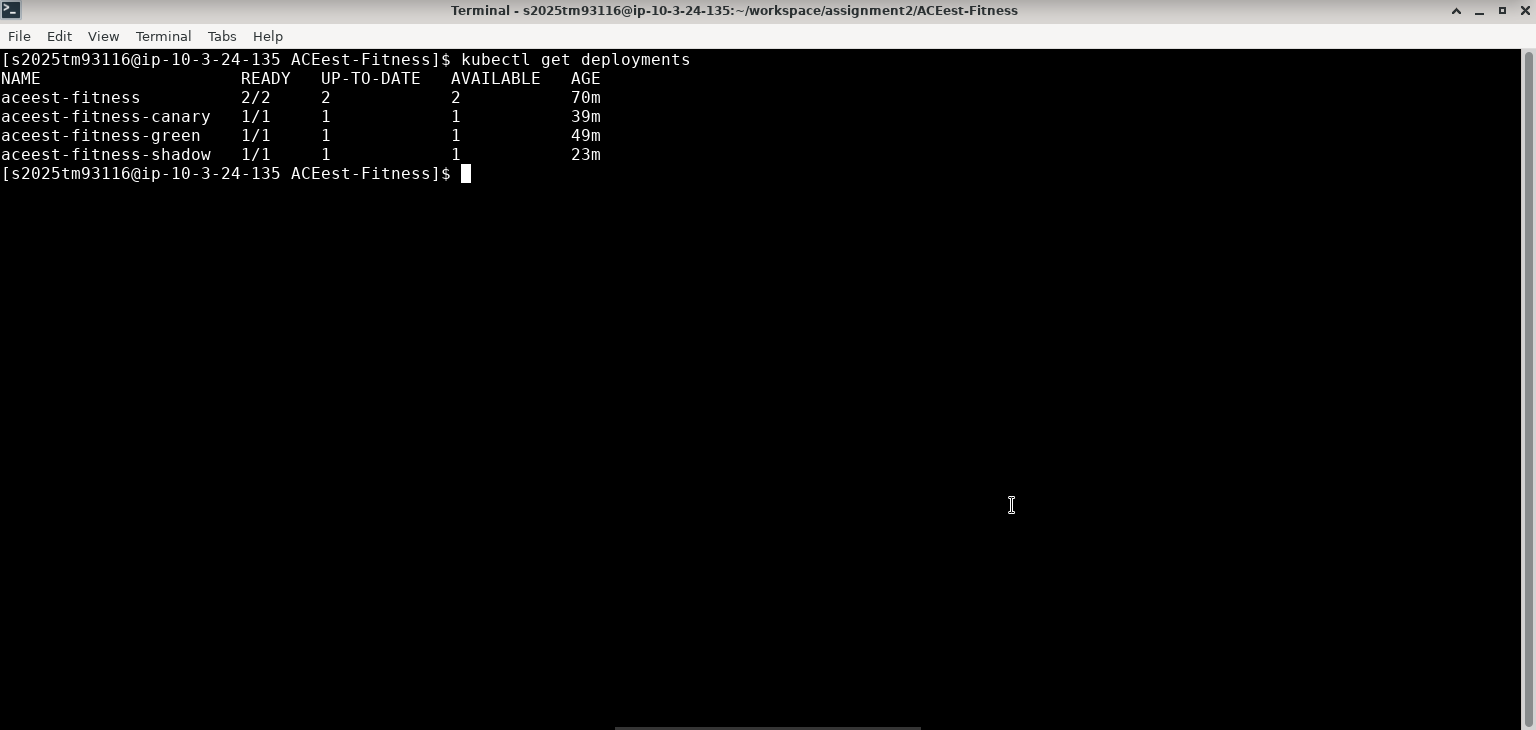 Terminal - s2025tm93116@ip-10-3-24-135:~/workspace/assignment2/ACEest-Fitness
File Edit View Terminal Tabs Help
[s2025tm93116@ip-10-3-24-135 ACEest-Fitness]$ kubectl get deployments
NAME                    READY   UP-TO-DATE   AVAILABLE   AGE
aceest-fitness          2/2     2            2           70m
aceest-fitness-canary   1/1     1            1           39m
aceest-fitness-green    1/1     1            1           49m
aceest-fitness-shadow   1/1     1            1           23m
[s2025tm93116@ip-10-3-24-135 ACEest-Fitness]$